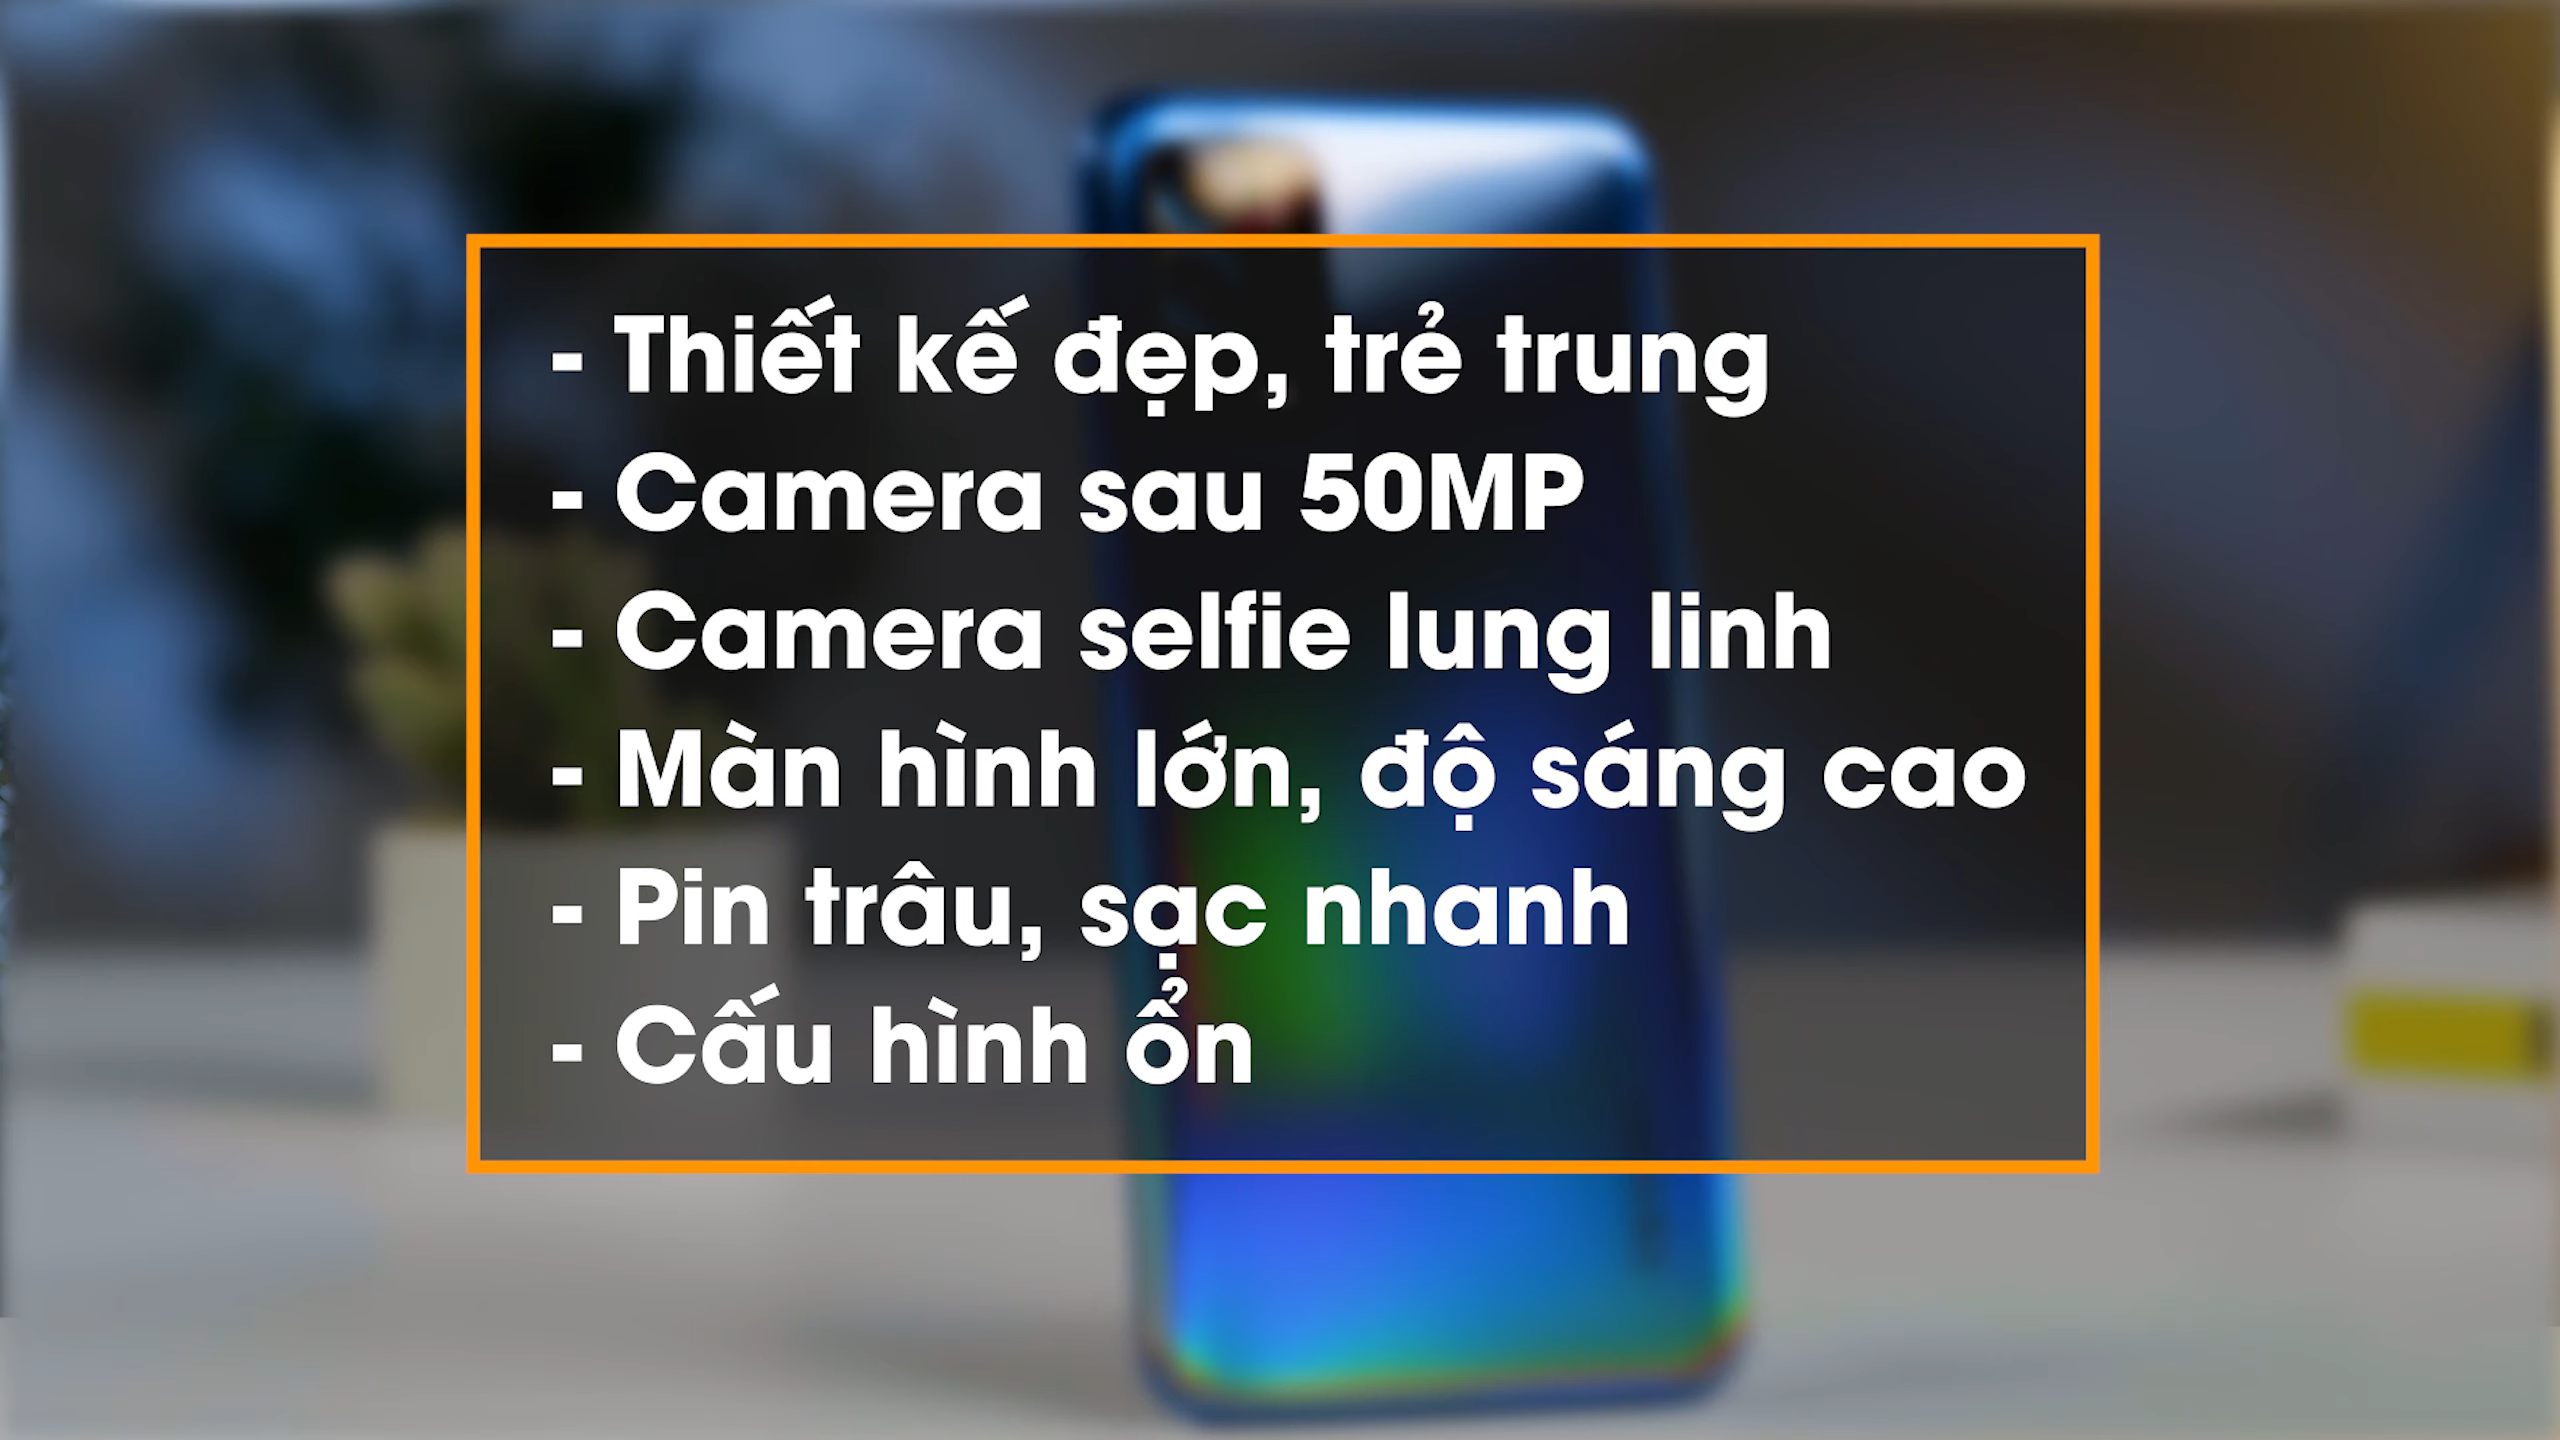 - Thiết kế đẹp, trẻ trung
- Camera sau 50MP
- Camera selfie lung linh
- Màn hình lớn, độ sáng cao
- Pin trâu, sạc nhanh
- Cấu hình ổn